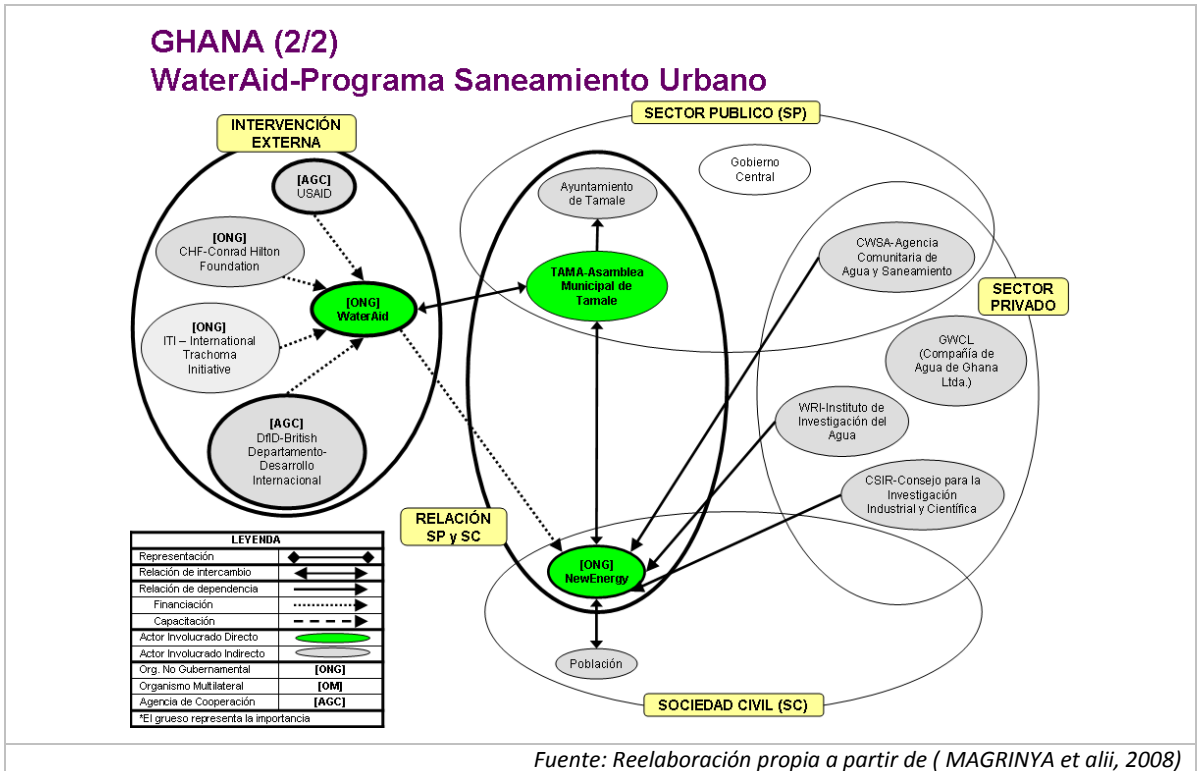 GHANA (2/2)
WaterAid-Programa Saneamiento Urbano
INTERVENCIÓN
EXTERNA
[AGC]
USAID
[ONG]
CHF-Conrad Hilton
Foundation
[ONG]
WaterAid
[ONG]
ITI – International
Trachoma
Initiative
[AGC]
DfID-British
Departamento-
Desarrollo
Internacional
SECTOR PUBLICO (SP)
Gobierno
Central
Ayuntamiento
de Tamale
TAMA-Asamblea
Municipal de
Tamale
CWSA-Agencia
Comunitaria de
Agua y Saneamiento
SECTOR
PRIVADO
GWCL
(Compañía de
Agua de Ghana
Ltda.)
WRI-Instituto de
Investigación del
Agua
CSIR-Consejo para la
Investigación
Industrial y Científica
RELACIÓN
SP y SC
[ONG]
NewEnergy
Población
SOCIEDAD CIVIL (SC)
LEYENDA
Representación
Relación de intercambio
Relación de dependencia
Financiación
Capacitación
Actor Involucrado Directo
Actor Involucrado Indirecto
Org. No Gubernamental [ONG]
Organismo Multilateral [OM]
Agencia de Cooperación [AGC]
*El grueso representa la importancia
Fuente: Reelaboración propia a partir de ( MAGRINYA et alii, 2008)